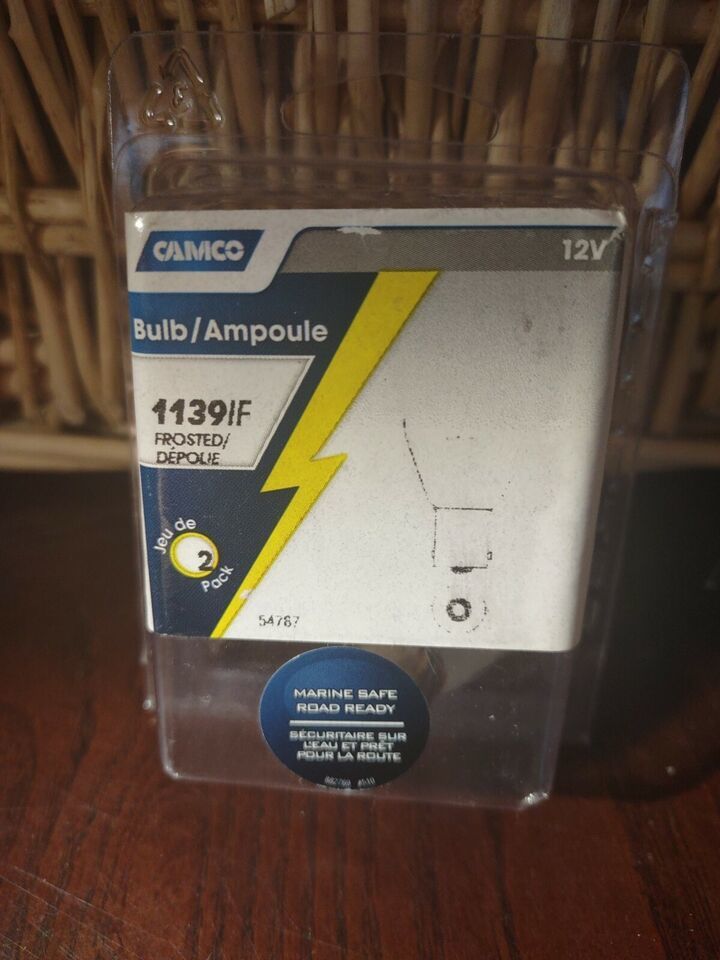 CAMCO
12V
Bulb/Ampoule
1139IF
FROSTED/
DÉPOLIE
Jeu de
2
Pack
54787
MARINE SAFE
ROAD READY
SÉCURITAIRE SUR
L'EAU ET PRÊT
POUR LA ROUTE